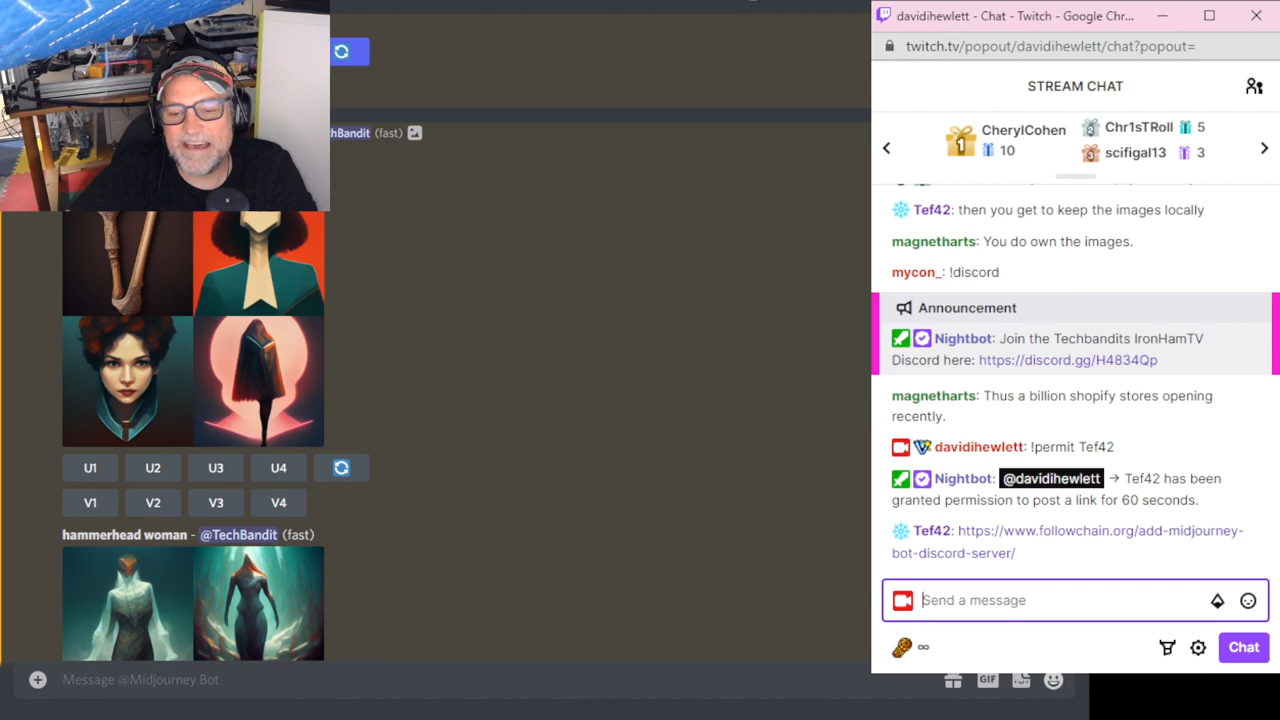 hBandit (fast)
U1 U2 U3 U4
V1 V2 V3 V4
hammerhead woman - @TechBandit (fast)
Message @Midjourney Bot
GIF
davidihewlett - Chat - Twitch - Google Chr...
twitch.tv/popout/davidihewlett/chat?popout=
STREAM CHAT
1 CherylCohen 10
2 Chr1sTRoll 5
3 scifigal13 3
Tef42: then you get to keep the images locally
magnetharts: You do own the images.
mycon_: !discord
Announcement
Nightbot: Join the Techbandits IronHamTV
Discord here: https://discord.gg/H4834Qp
magnetharts: Thus a billion shopify stores opening
recently.
davidihewlett: !permit Tef42
Nightbot: @davidihewlett → Tef42 has been
granted permission to post a link for 60 seconds.
Tef42: https://www.followchain.org/add-midjourney-
bot-discord-server/
Send a message
∞
Chat